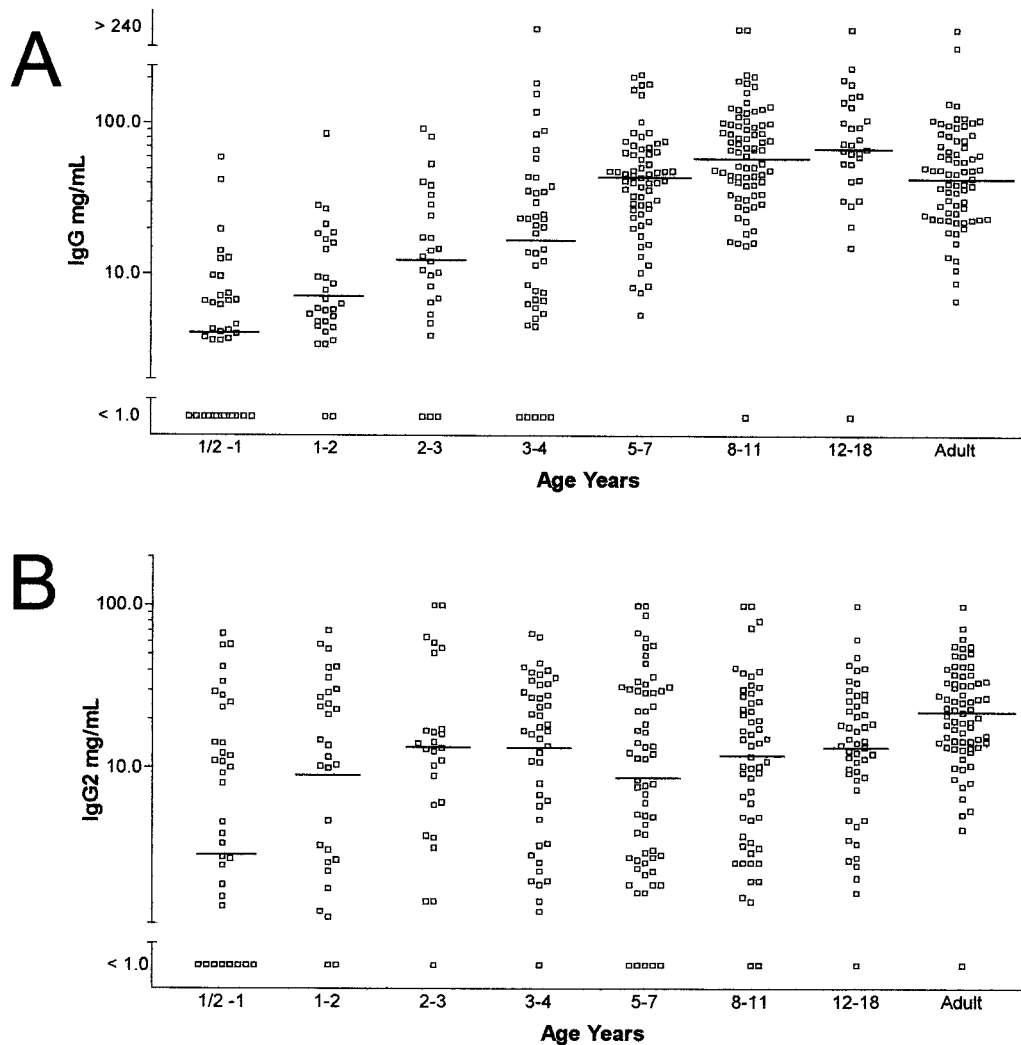 A
> 240
100.0
10.0
< 1.0
IgG mg/mL
1/2 -1 1-2 2-3 3-4 5-7 8-11 12-18 Adult
Age Years
B
100.0
10.0
< 1.0
IgG2 mg/mL
1/2 -1 1-2 2-3 3-4 5-7 8-11 12-18 Adult
Age Years